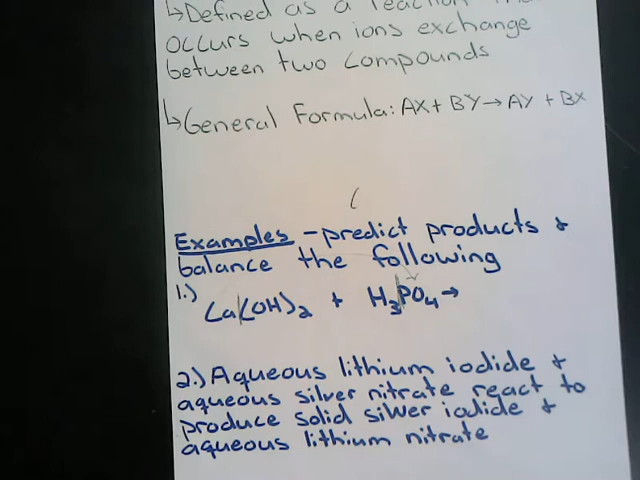 ↳Defined as a reaction
occurs when ions exchange
between two compounds
↳General Formula: AX + BY → AY + BX
Examples - predict products &
balance the following
1.) Ca(OH)₂ + H₃PO₄ →
2.) Aqueous lithium iodide &
aqueous silver nitrate react to
produce solid silver iodide &
aqueous lithium nitrate